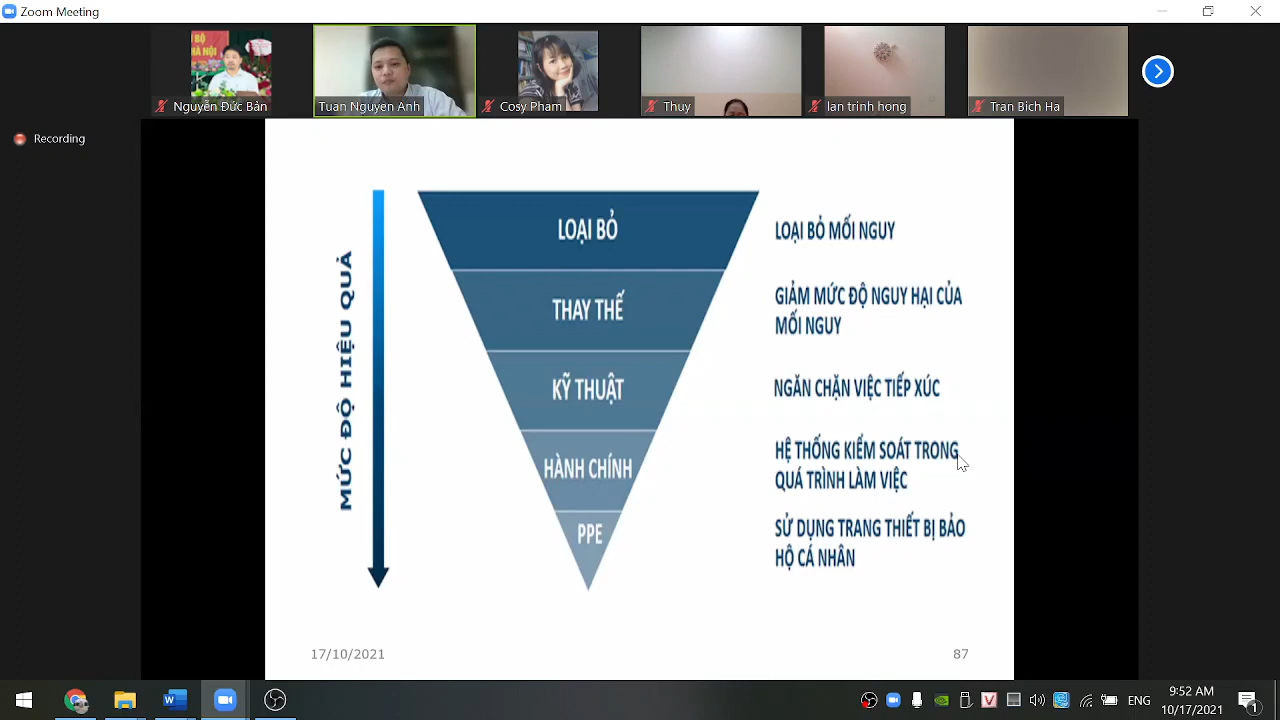 Zoom Meeting
BỘ
HÀ NỘI
Nguyễn Đức Bản
Tuan Nguyen Anh
Cosy Pham
Thuy
lan trinh hong
Tran Bich Ha
Recording
MỨC ĐỘ HIỆU QUẢ
LOẠI BỎ
LOẠI BỎ MỐI NGUY
THAY THẾ
GIẢM MỨC ĐỘ NGUY HẠI CỦA
MỐI NGUY
KỸ THUẬT
NGĂN CHẶN VIỆC TIẾP XÚC
HÀNH CHÍNH
HỆ THỐNG KIỂM SOÁT TRONG
QUÁ TRÌNH LÀM VIỆC
PPE
SỬ DỤNG TRANG THIẾT BỊ BẢO
HỘ CÁ NHÂN
17/10/2021
87
ENG
9:52 AM
10/17/2021